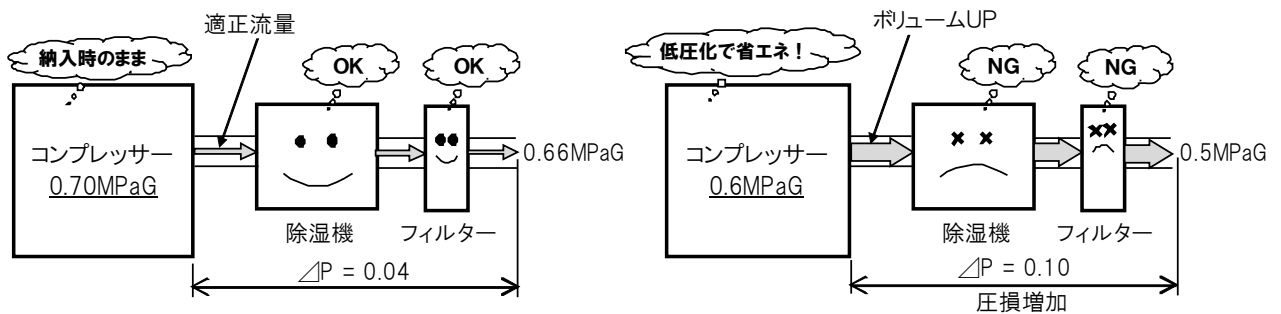 適正流量
納入時のまま
OK
OK
コンプレッサー
0.70MPaG
0.66MPaG
除湿機
フィルター
⊿P = 0.04
ボリュームUP
低圧化で省エネ!
NG
NG
コンプレッサー
0.6MPaG
0.5MPaG
除湿機
フィルター
⊿P = 0.10
圧損増加